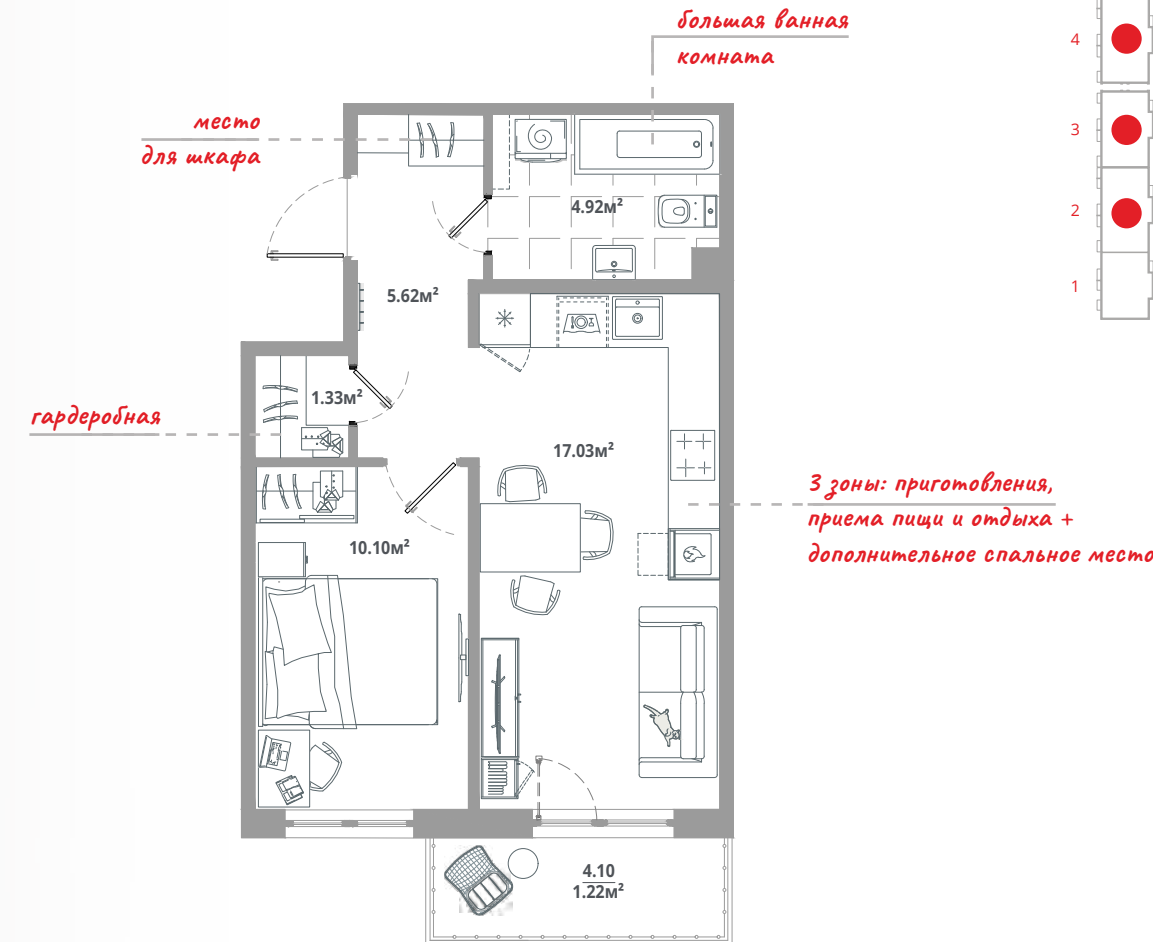 большая ванная
комната
4
место
для шкафа
3
4.92м²
2
5.62м²
1
1.33м²
гардеробная
17.03м²
3 зоны: приготовления,
приема пищи и отдыха +
дополнительное спальное место
10.10м²
4.10
1.22м²